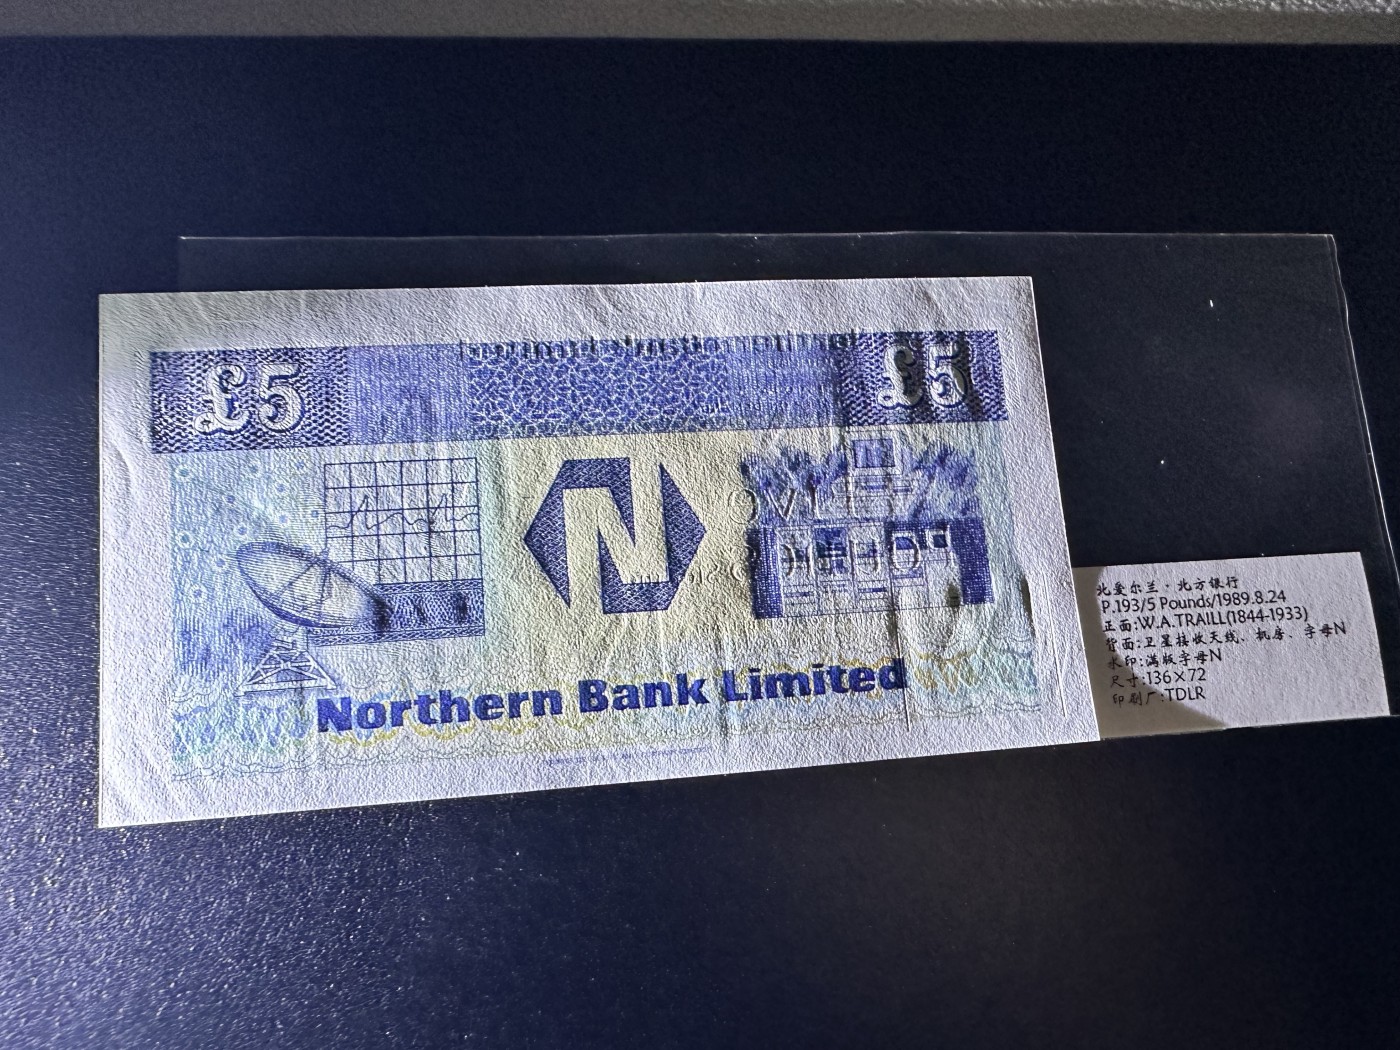 £5
£5
N
Northern Bank Limited
北爱尔兰·北方银行
P.193/5 Pounds/1989.8.24
正面:W.A.TRAILL(1844-1933)
背面:卫星接收天线、机房、字母N
水印:满版字母N
尺寸:136×72
印刷厂:TDLR